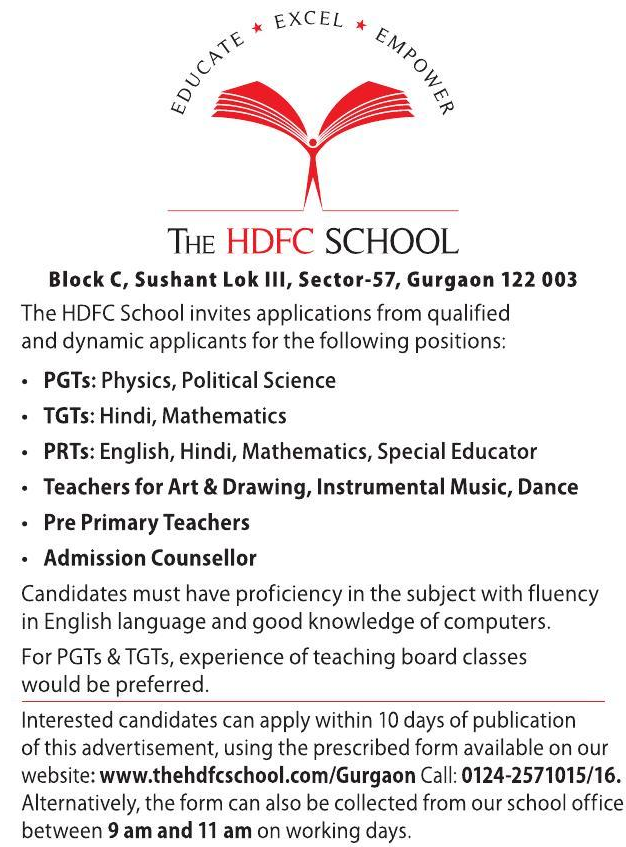 EDUCATE ★ EXCEL ★ EMPOWER
THE HDFC SCHOOL
Block C, Sushant Lok III, Sector-57, Gurgaon 122 003
The HDFC School invites applications from qualified
and dynamic applicants for the following positions:
• PGTs: Physics, Political Science
• TGTs: Hindi, Mathematics
• PRTs: English, Hindi, Mathematics, Special Educator
• Teachers for Art & Drawing, Instrumental Music, Dance
• Pre Primary Teachers
• Admission Counsellor
Candidates must have proficiency in the subject with fluency
in English language and good knowledge of computers.
For PGTs & TGTs, experience of teaching board classes
would be preferred.
Interested candidates can apply within 10 days of publication
of this advertisement, using the prescribed form available on our
website: www.thehdfcschool.com/Gurgaon Call: 0124-2571015/16.
Alternatively, the form can also be collected from our school office
between 9 am and 11 am on working days.